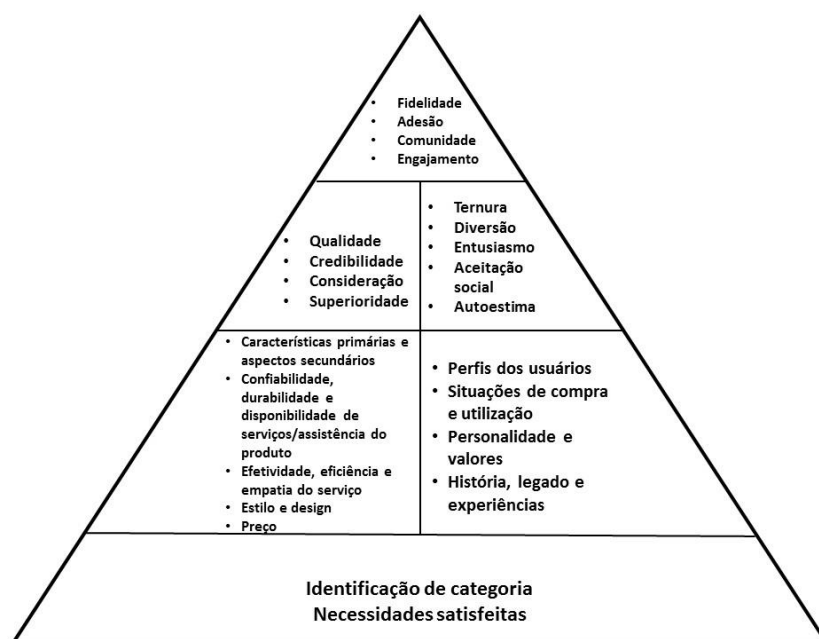 • Fidelidade
• Adesão
• Comunidade
• Engajamento
• Qualidade
• Credibilidade
• Consideração
• Superioridade
• Ternura
• Diversão
• Entusiasmo
• Aceitação
social
• Autoestima
• Características primárias e
aspectos secundários
• Confiabilidade,
durabilidade e
disponibilidade de
serviços/assistência do
produto
• Efetividade, eficiência e
empatia do serviço
• Estilo e design
• Preço
• Perfis dos usuários
• Situações de compra
e utilização
• Personalidade e
valores
• História, legado e
experiências
Identificação de categoria
Necessidades satisfeitas